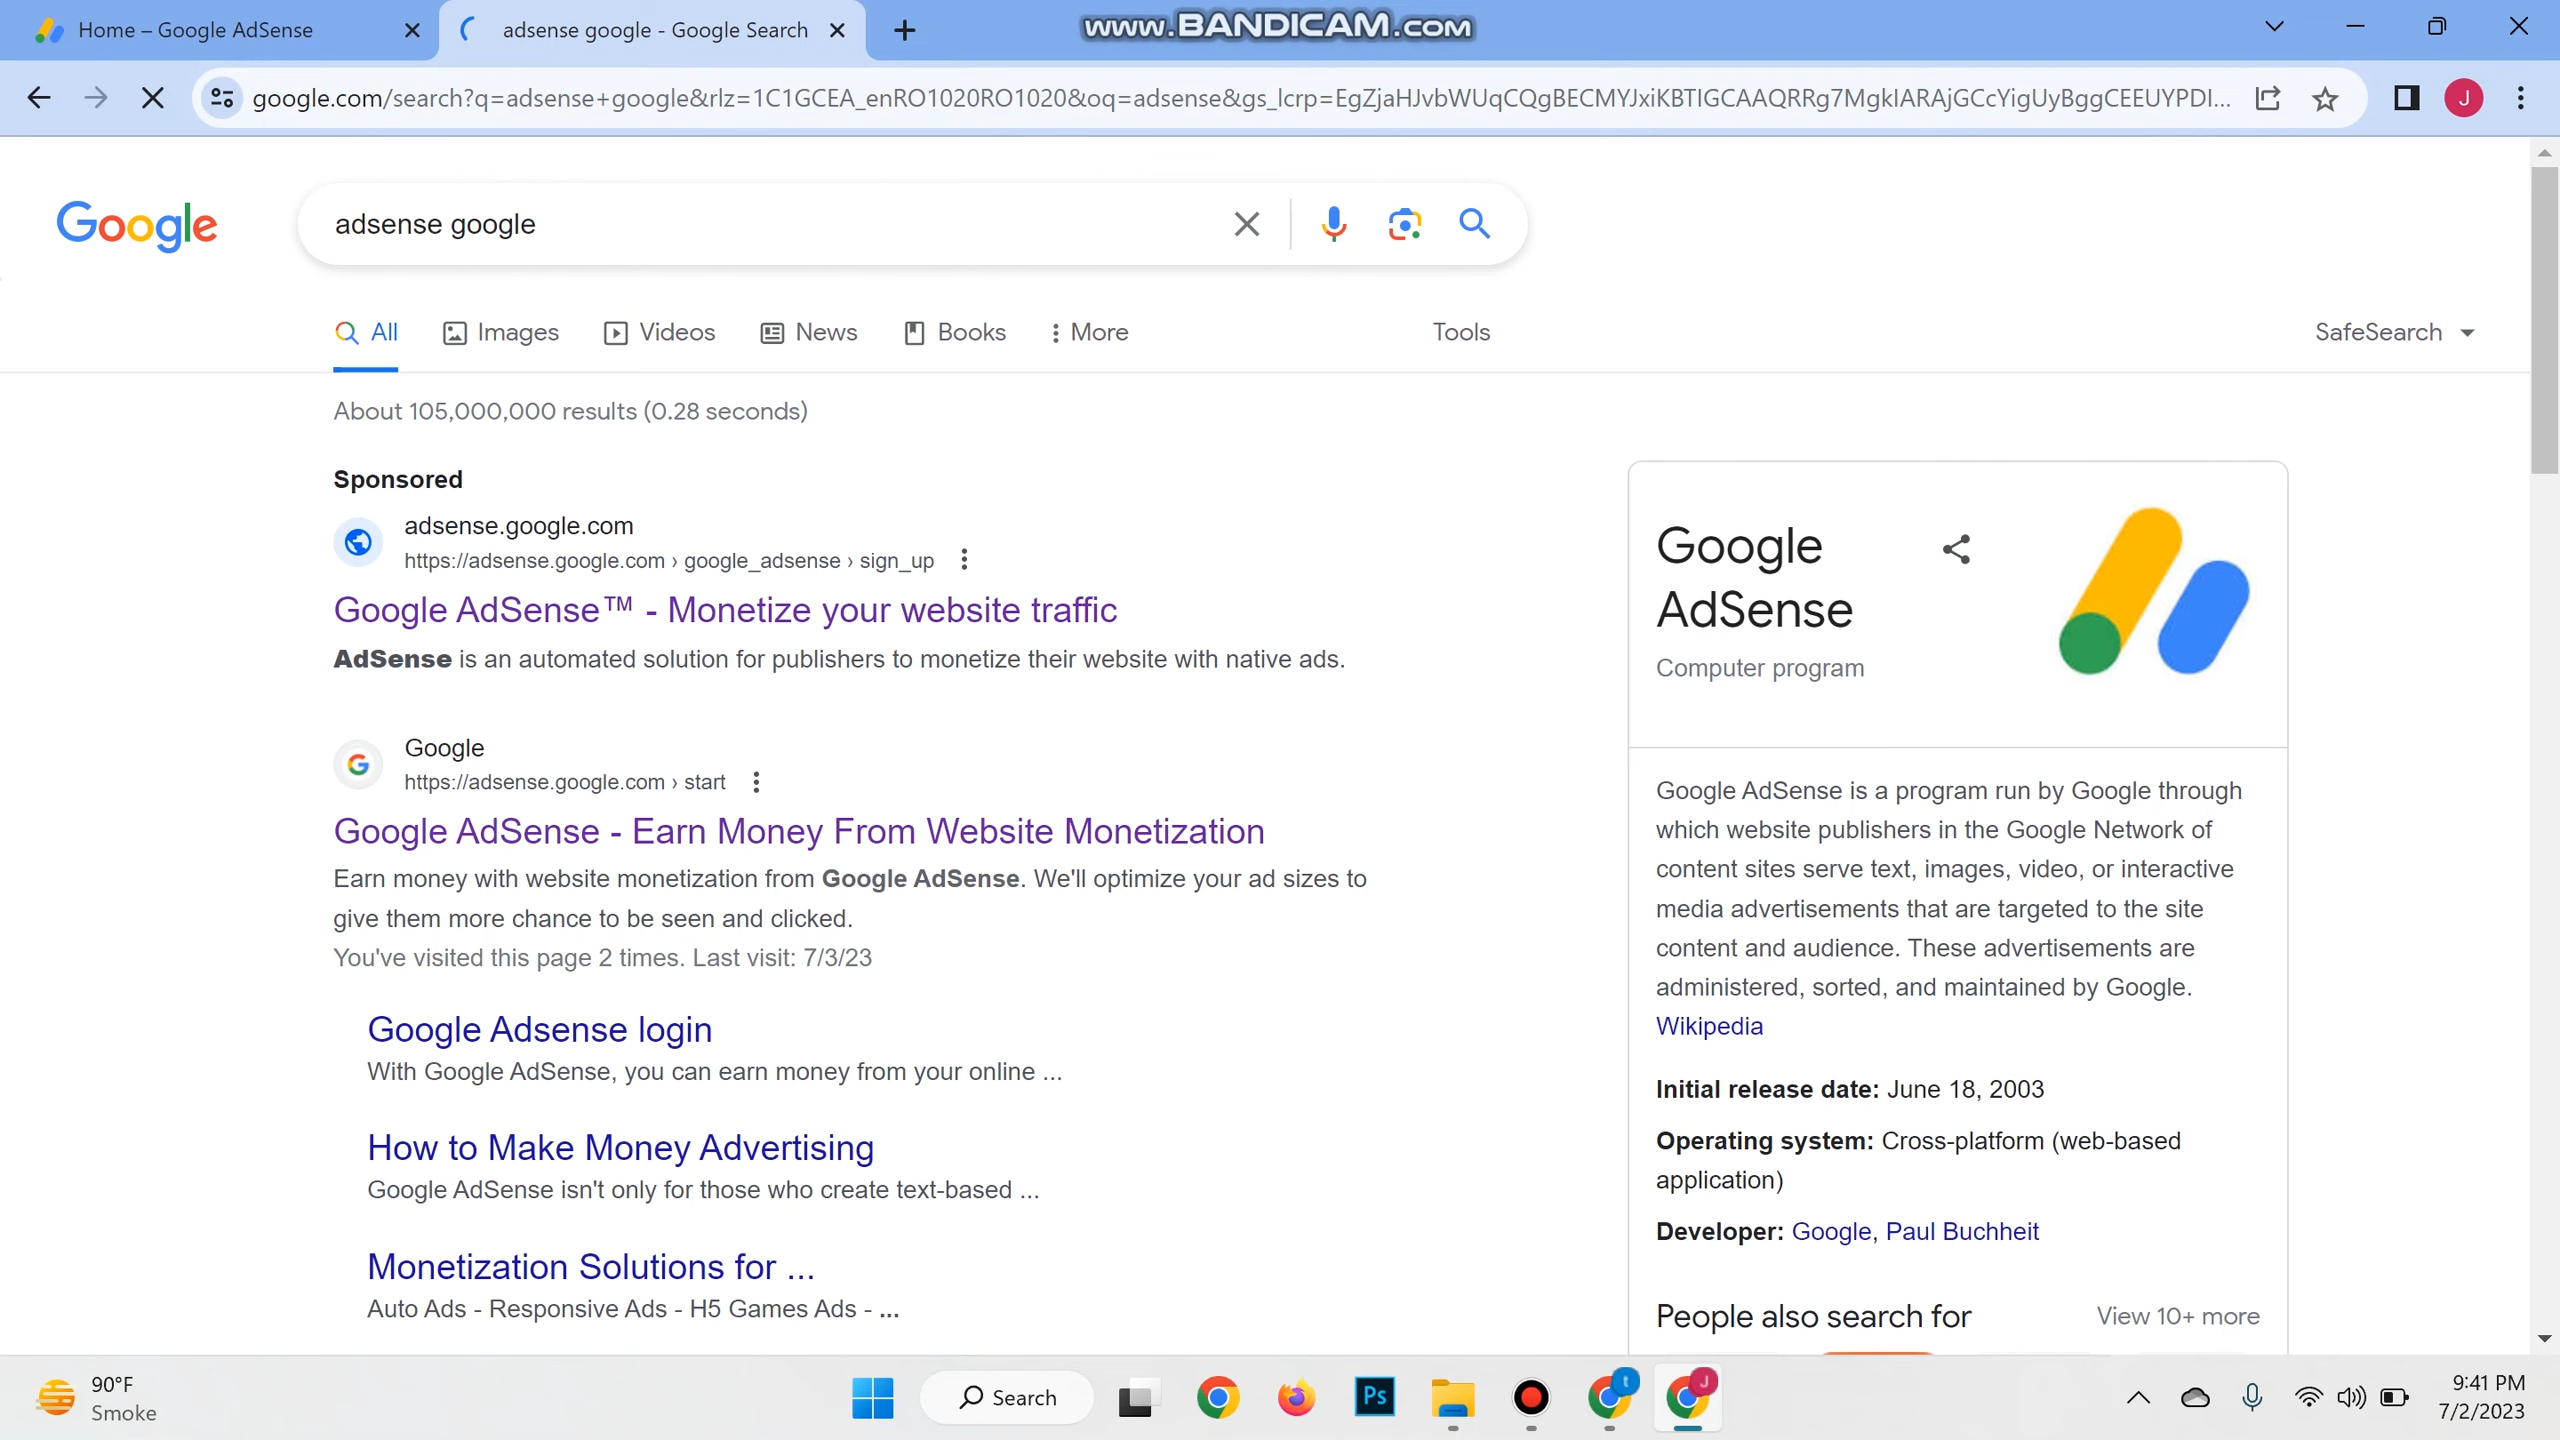 Home – Google AdSense
adsense google - Google Search
www.BANDICAM.com
google.com/search?q=adsense+google&rlz=1C1GCEA_enRO1020RO1020&oq=adsense&gs_lcrp=EgZjaHJvbWUqCQgBECMYJxiKBTIGCAAQRRg7MgkIARAjGCcYigUyBggCEEUYPDI...
J
Google
adsense google
All
Images
Videos
News
Books
More
Tools
SafeSearch
About 105,000,000 results (0.28 seconds)
Sponsored
adsense.google.com
https://adsense.google.com › google_adsense › sign_up
Google AdSense™ - Monetize your website traffic
AdSense is an automated solution for publishers to monetize their website with native ads.
Google
https://adsense.google.com › start
Google AdSense - Earn Money From Website Monetization
Earn money with website monetization from Google AdSense. We'll optimize your ad sizes to
give them more chance to be seen and clicked.
You've visited this page 2 times. Last visit: 7/3/23
Google Adsense login
With Google AdSense, you can earn money from your online ...
How to Make Money Advertising
Google AdSense isn't only for those who create text-based ...
Monetization Solutions for ...
Auto Ads - Responsive Ads - H5 Games Ads - ...
Google
AdSense
Computer program
Google AdSense is a program run by Google through
which website publishers in the Google Network of
content sites serve text, images, video, or interactive
media advertisements that are targeted to the site
content and audience. These advertisements are
administered, sorted, and maintained by Google.
Wikipedia
Initial release date: June 18, 2003
Operating system: Cross-platform (web-based
application)
Developer: Google, Paul Buchheit
People also search for
View 10+ more
90°F
Smoke
Search
Ps
t
J
9:41 PM
7/2/2023